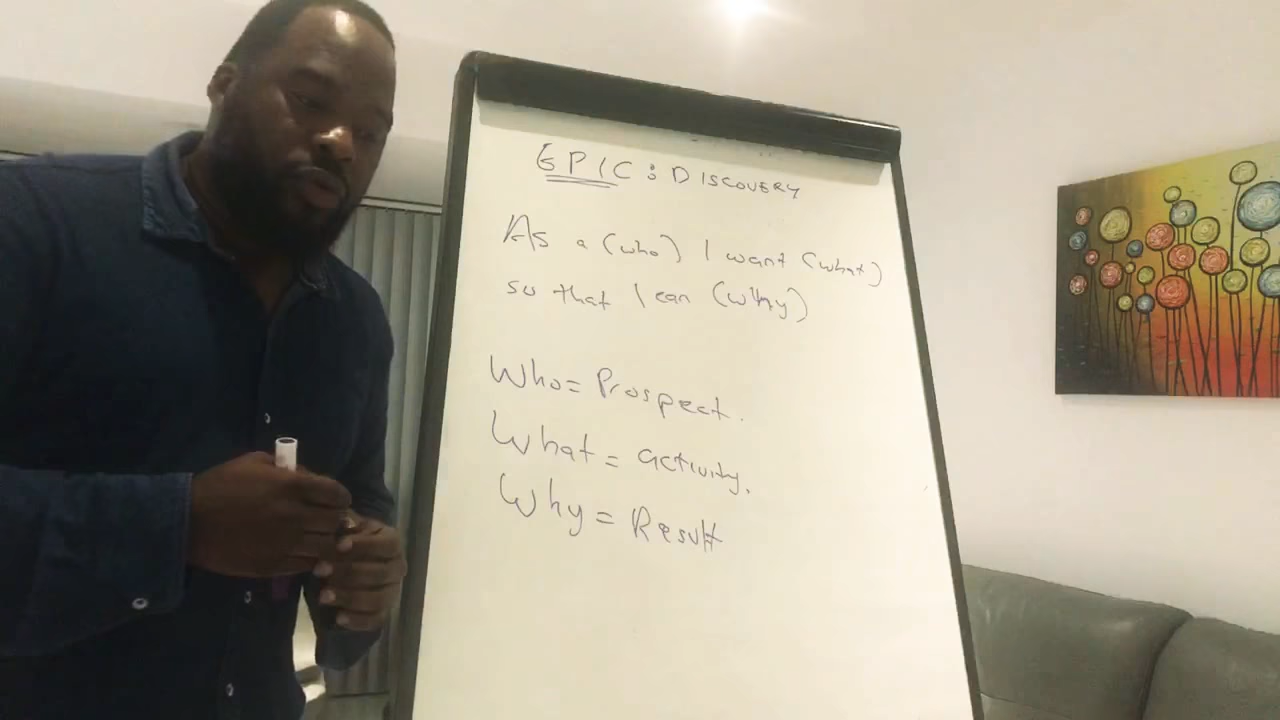 EPIC: DISCOVERY
As a (who) I want (what)
so that I can (why)
Who = Prospect.
What = activity.
Why = Result